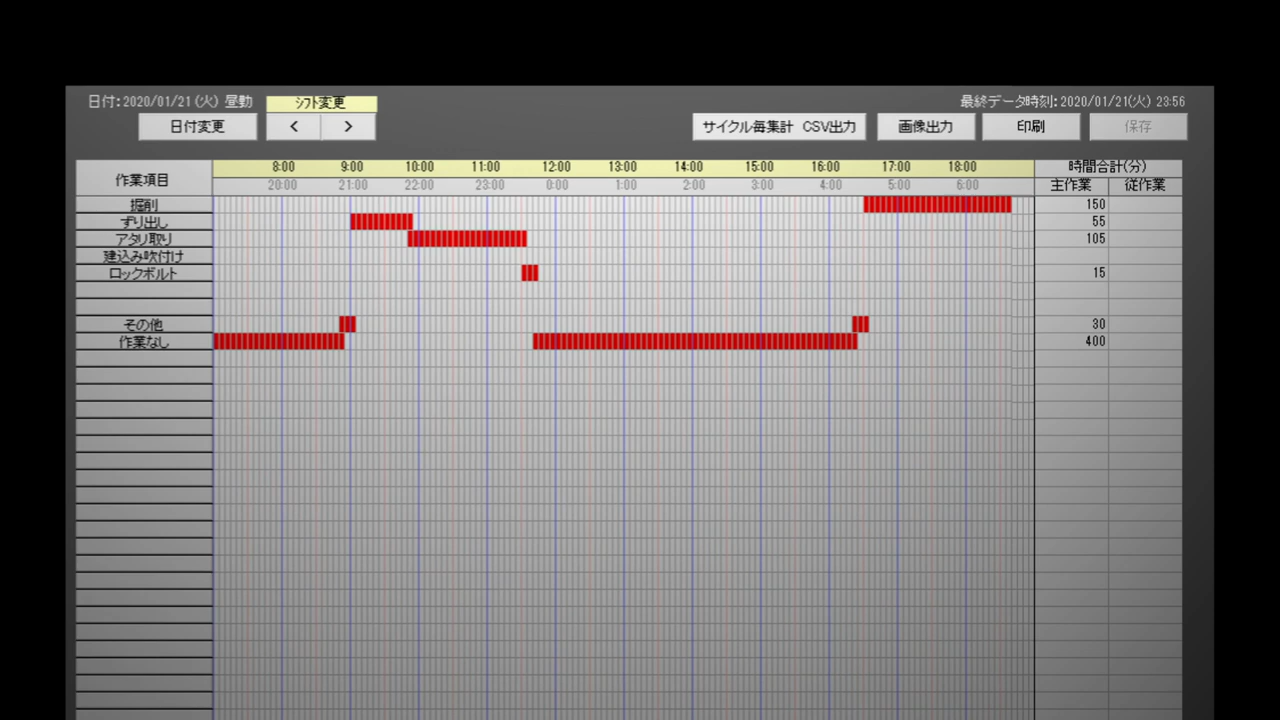 日付:2020/01/21(火) 昼勤
シフト変更
最終データ時刻:2020/01/21(火) 23:56
日付変更
<
>
サイクル毎集計 CSV出力
画像出力
印刷
保存
作業項目
8:00 9:00 10:00 11:00 12:00 13:00 14:00 15:00 16:00 17:00 18:00
20:00 21:00 22:00 23:00 0:00 1:00 2:00 3:00 4:00 5:00 6:00
時間合計(分)
主作業 従作業
掘削 150
ずり出し 55
アタリ取り 105
建込み吹付け
ロックボルト 15
その他 30
作業なし 400